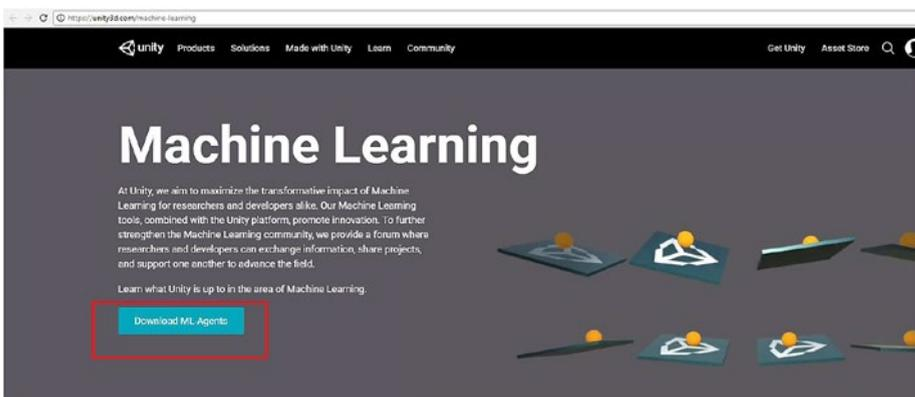 https://unity3d.com/machine-learning
unity Products Solutions Made with Unity Learn Community Get Unity Asset Store
Machine Learning
At Unity, we aim to maximize the transformative impact of Machine
Learning for researchers and developers alike. Our Machine Learning
tools, combined with the Unity platform, promote innovation. To further
strengthen the Machine Learning community, we provide a forum where
researchers and developers can exchange information, share projects,
and support one another to advance the field.
Learn what Unity is up to in the area of Machine Learning.
Download ML-Agents